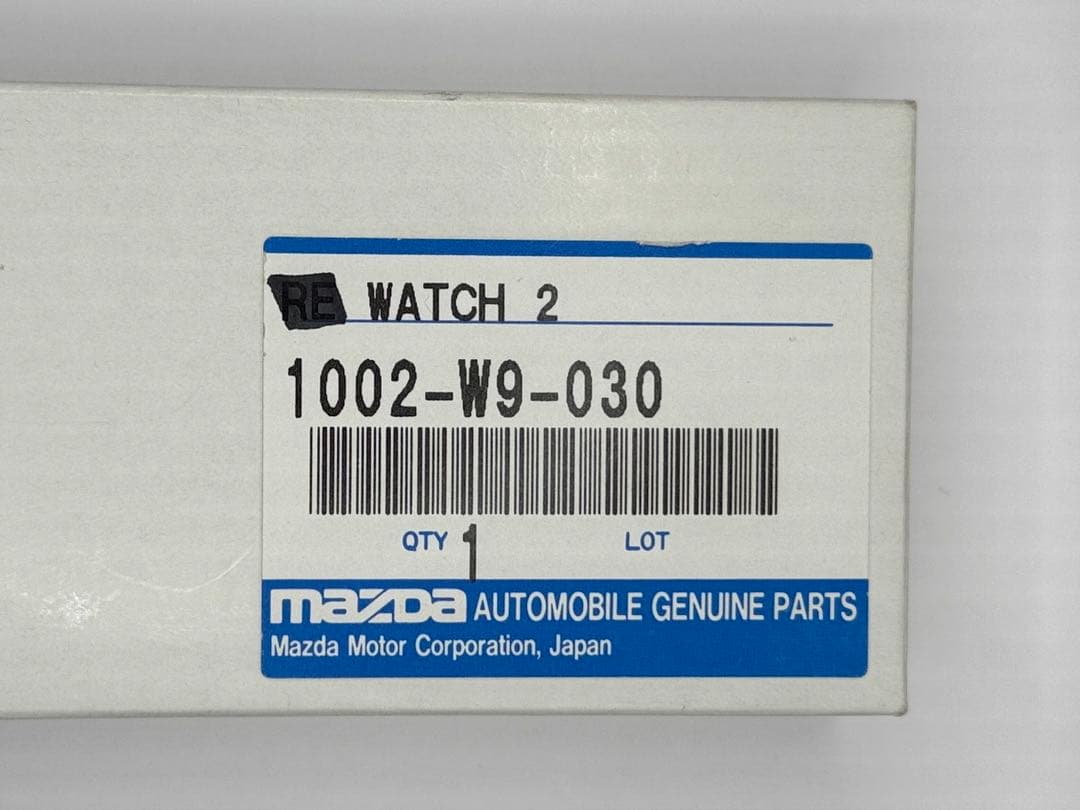 RE WATCH 2
1002-W9-030
QTY 1 LOT
mazda AUTOMOBILE GENUINE PARTS
Mazda Motor Corporation, Japan